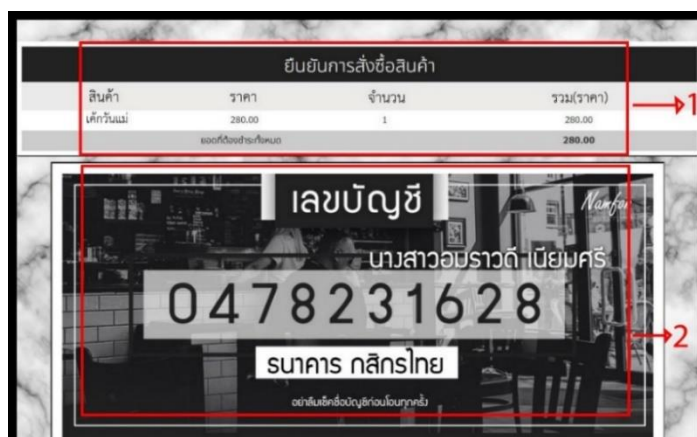 ยืนยันการสั่งซื้อสินค้า
สินค้า ราคา จำนวน รวม(ราคา)
เค้กวันแม่ 280.00 1 280.00
ยอดที่ต้องชำระทั้งหมด 280.00
1
เลขบัญชี
Namfon
นางสาวอมราวดี เนียมศรี
0478231628
2
ธนาคาร กสิกรไทย
อย่าลืมเช็คชื่อบัญชีก่อนโอนทุกครั้ง